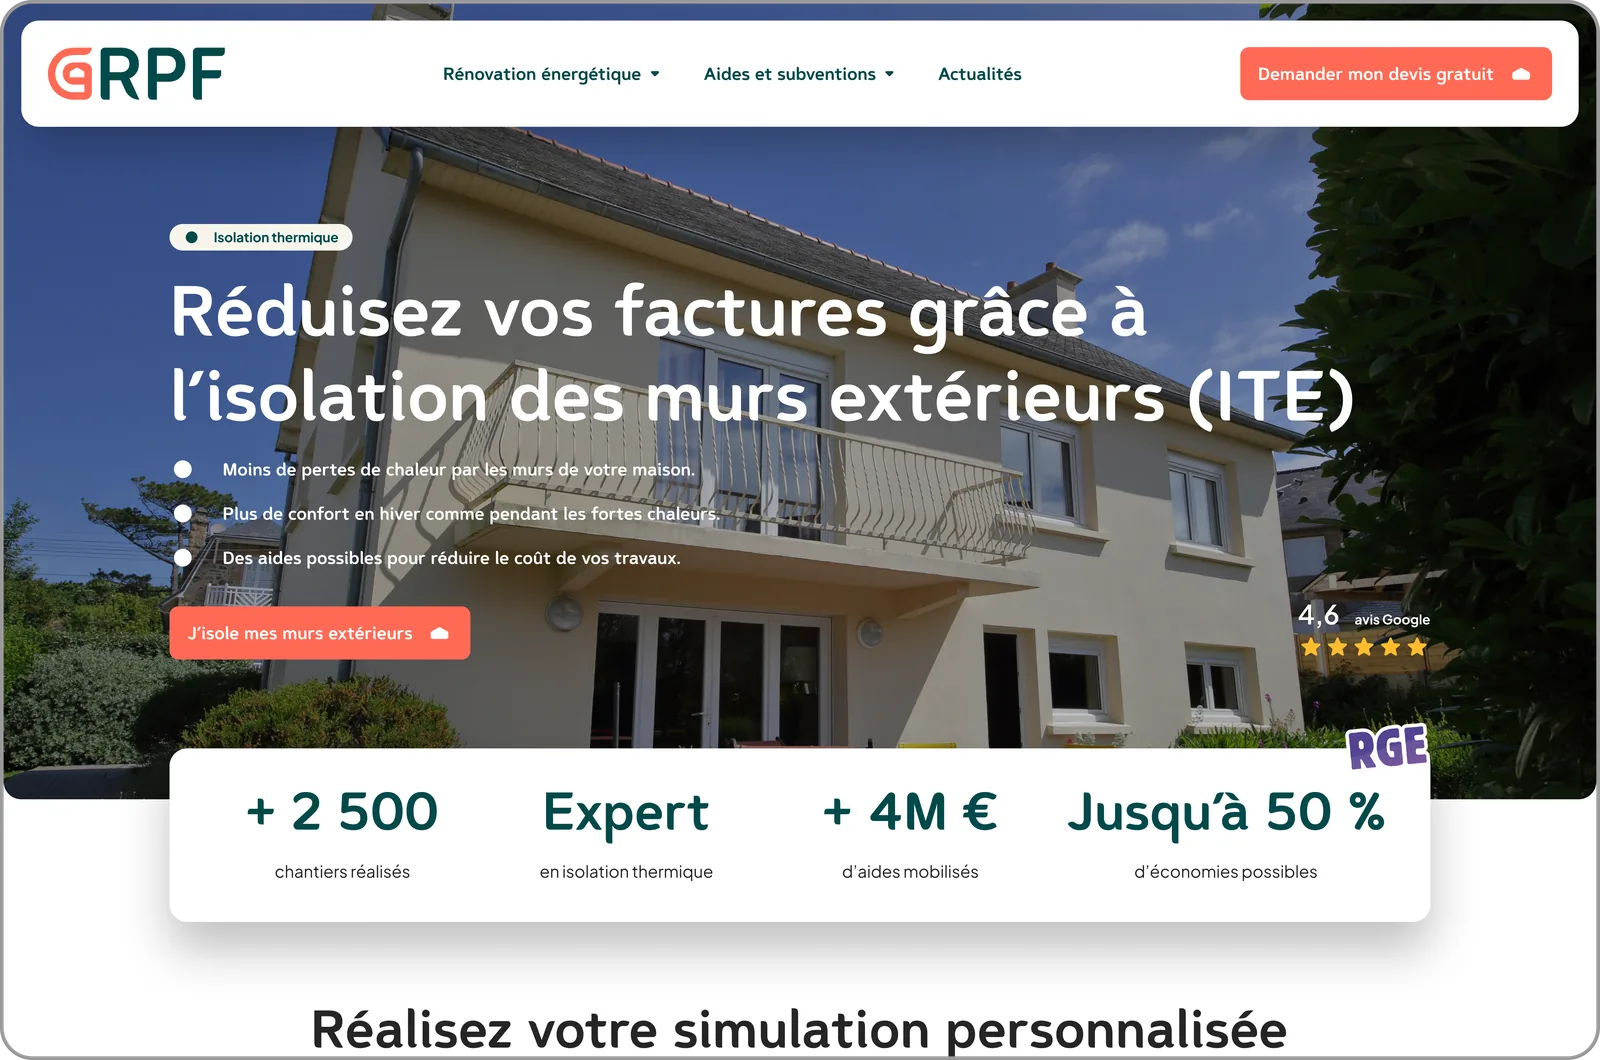 GRPF
Rénovation énergétique
Aides et subventions
Actualités
Demander mon devis gratuit
Isolation thermique
Réduisez vos factures grâce à
l'isolation des murs extérieurs (ITE)
Moins de pertes de chaleur par les murs de votre maison.
Plus de confort en hiver comme pendant les fortes chaleurs.
Des aides possibles pour réduire le coût de vos travaux.
J'isole mes murs extérieurs
4,6 avis Google
RGE
+ 2 500
chantiers réalisés
Expert
en isolation thermique
+ 4M €
d'aides mobilisés
Jusqu'à 50 %
d'économies possibles
Réalisez votre simulation personnalisée